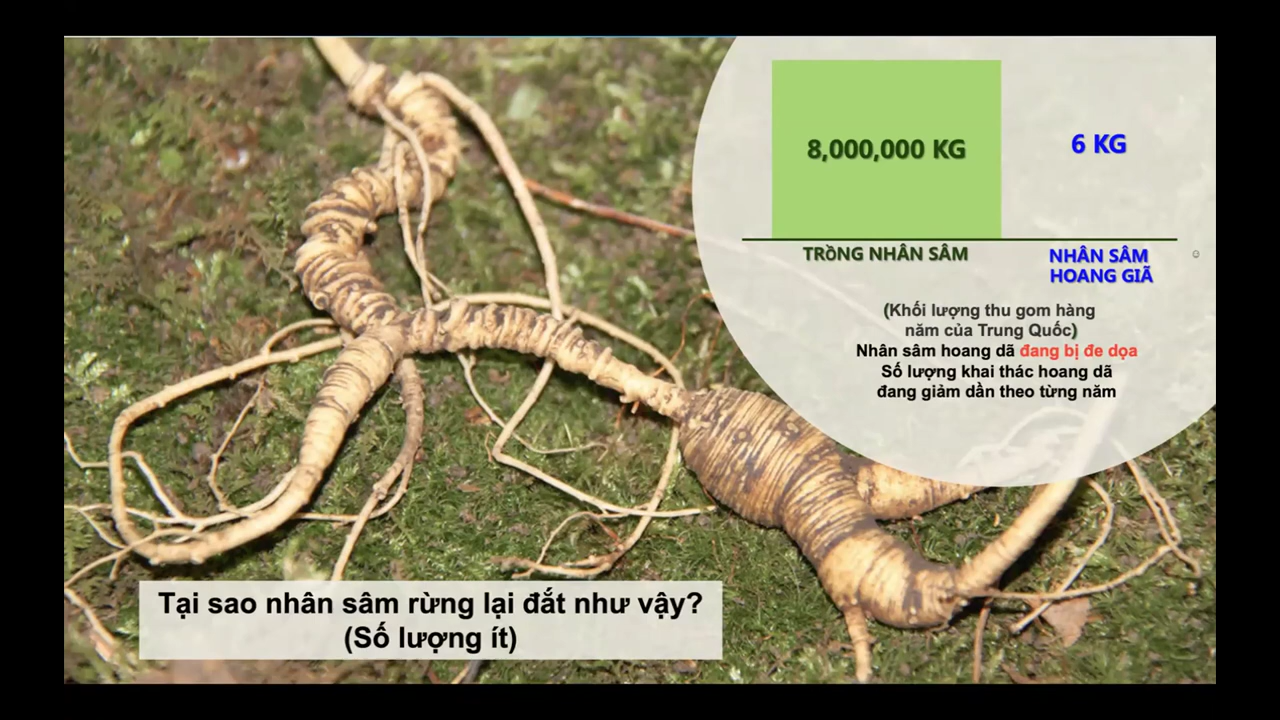 8,000,000 KG
6 KG
TRỒNG NHÂN SÂM
NHÂN SÂM
HOANG GIÃ
(Khối lượng thu gom hàng
năm của Trung Quốc)
Nhân sâm hoang dã đang bị đe dọa
Số lượng khai thác hoang dã
đang giảm dần theo từng năm
Tại sao nhân sâm rừng lại đắt như vậy?
(Số lượng ít)